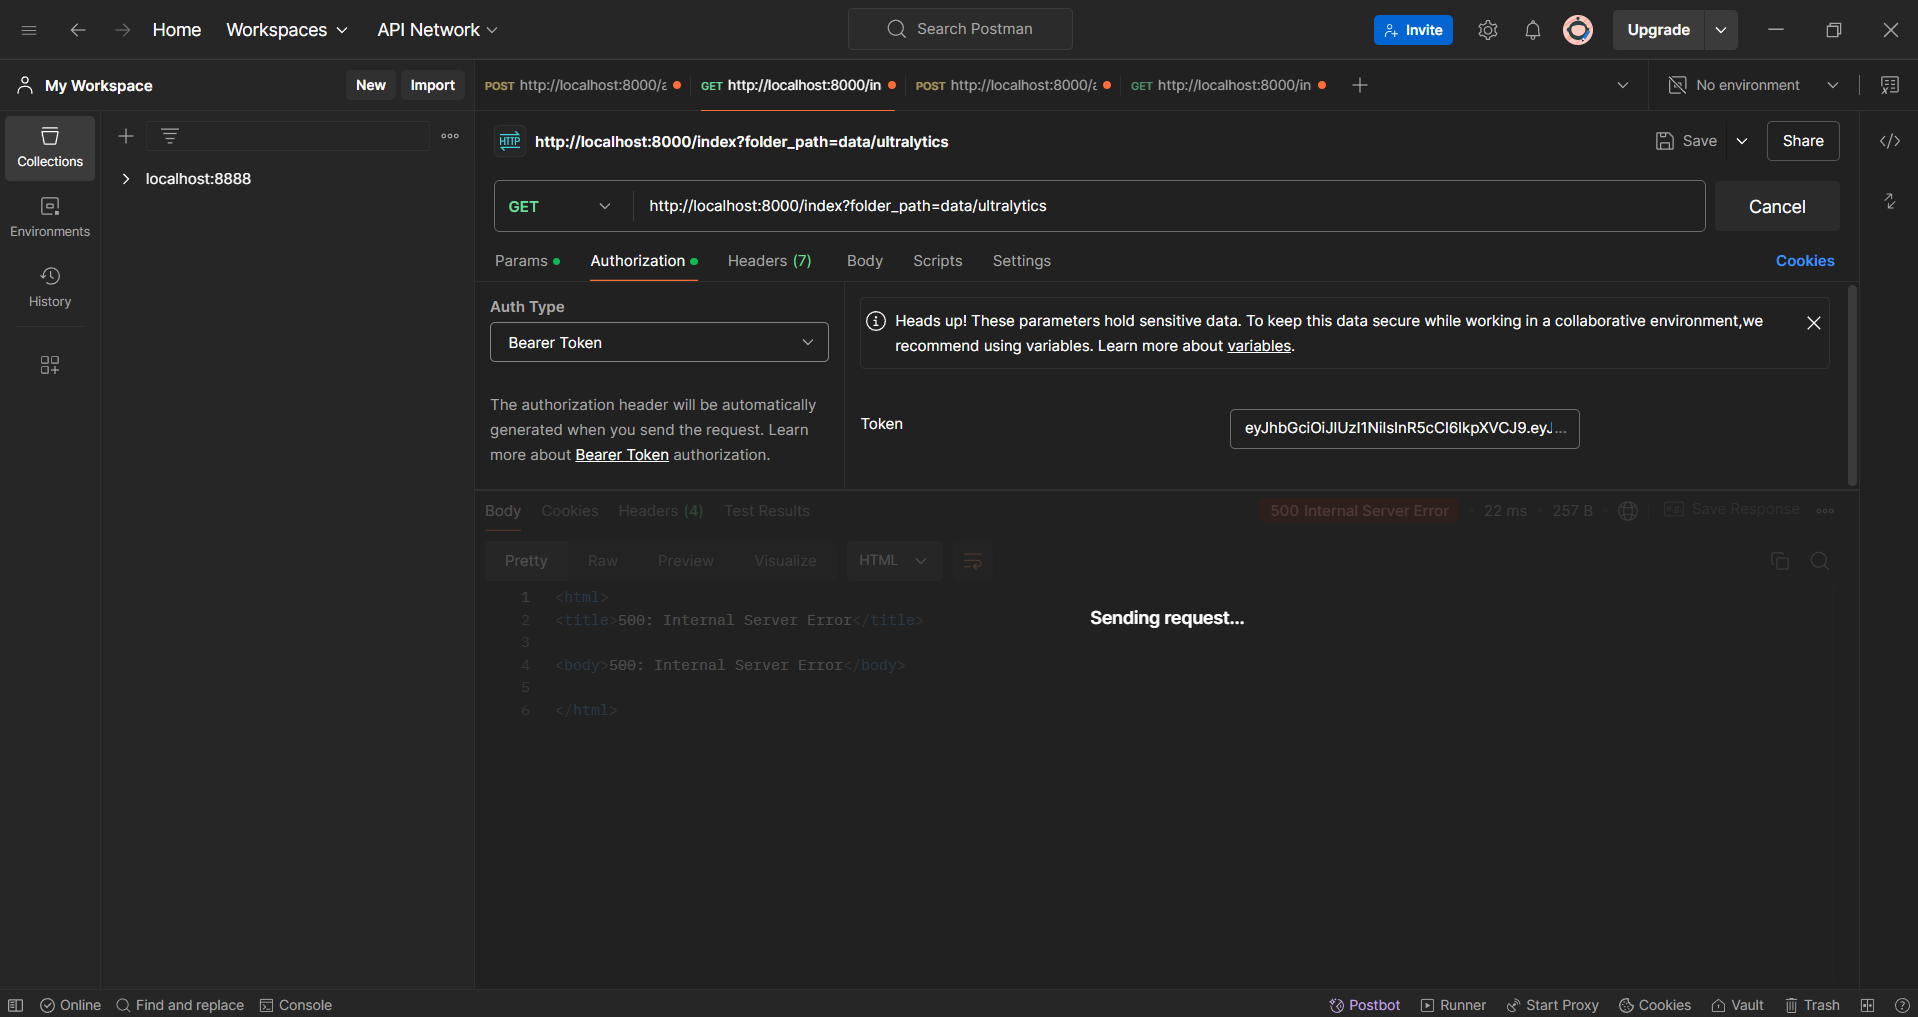 Home Workspaces API Network Search Postman Invite Upgrade
My Workspace New Import POST http://localhost:8000/a GET http://localhost:8000/in POST http://localhost:8000/a GET http://localhost:8000/in No environment
Collections
Environments
History
localhost:8888
HTTP http://localhost:8000/index?folder_path=data/ultralytics Save Share
GET http://localhost:8000/index?folder_path=data/ultralytics Cancel
Params Authorization Headers (7) Body Scripts Settings Cookies
Auth Type
Bearer Token
The authorization header will be automatically
generated when you send the request. Learn
more about Bearer Token authorization.
Heads up! These parameters hold sensitive data. To keep this data secure while working in a collaborative environment,we
recommend using variables. Learn more about variables.
Token
Body Cookies Headers (4) Test Results 500 Internal Server Error 22 ms 257 B Save Response
Pretty Raw Preview Visualize HTML
1 <html>
2 <title>500: Internal Server Error</title>
3
4 <body>500: Internal Server Error</body>
5
6 </html>
Sending request...
Online Find and replace Console Postbot Runner Start Proxy Cookies Vault Trash